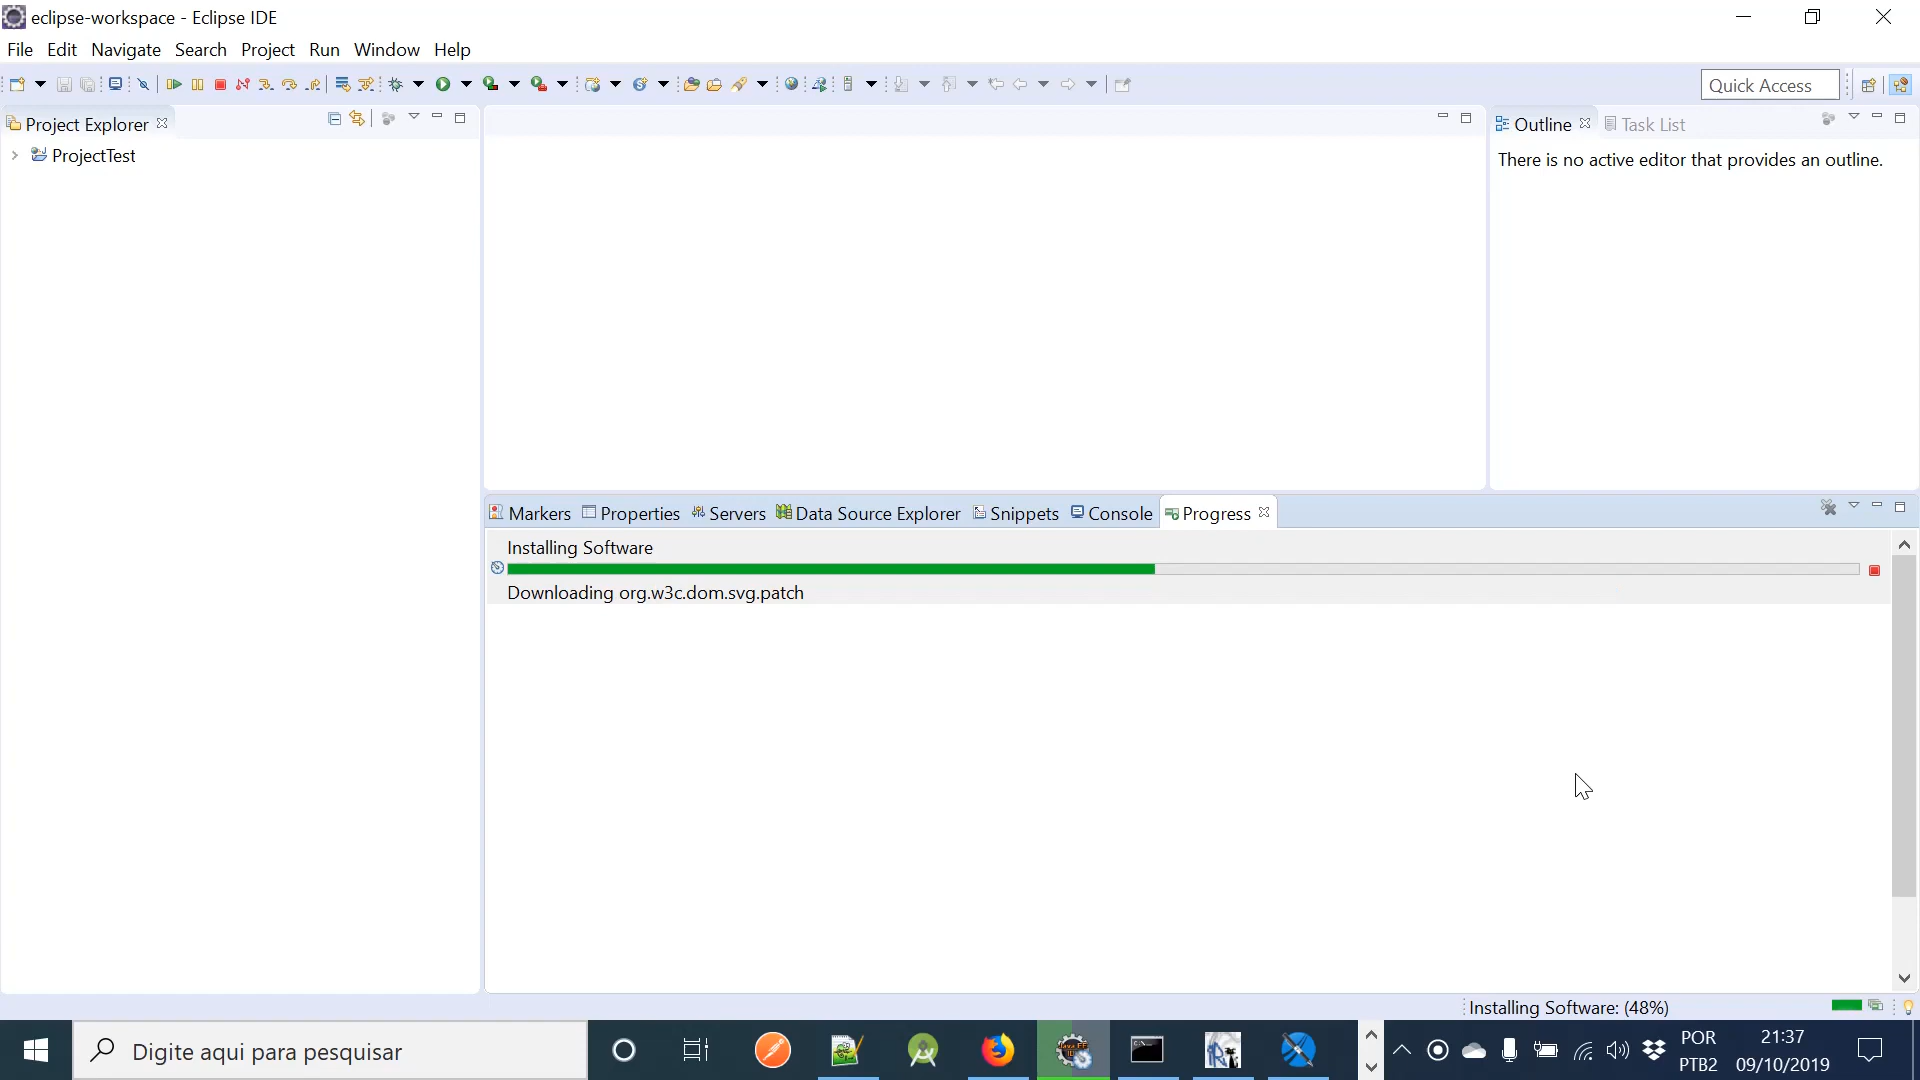 eclipse-workspace - Eclipse IDE
File Edit Navigate Search Project Run Window Help
Quick Access
Project Explorer
ProjectTest
Outline Task List
There is no active editor that provides an outline.
Markers Properties Servers Data Source Explorer Snippets Console Progress
Installing Software
Downloading org.w3c.dom.svg.patch
Installing Software: (48%)
Digite aqui para pesquisar
POR
PTB2
21:37
09/10/2019